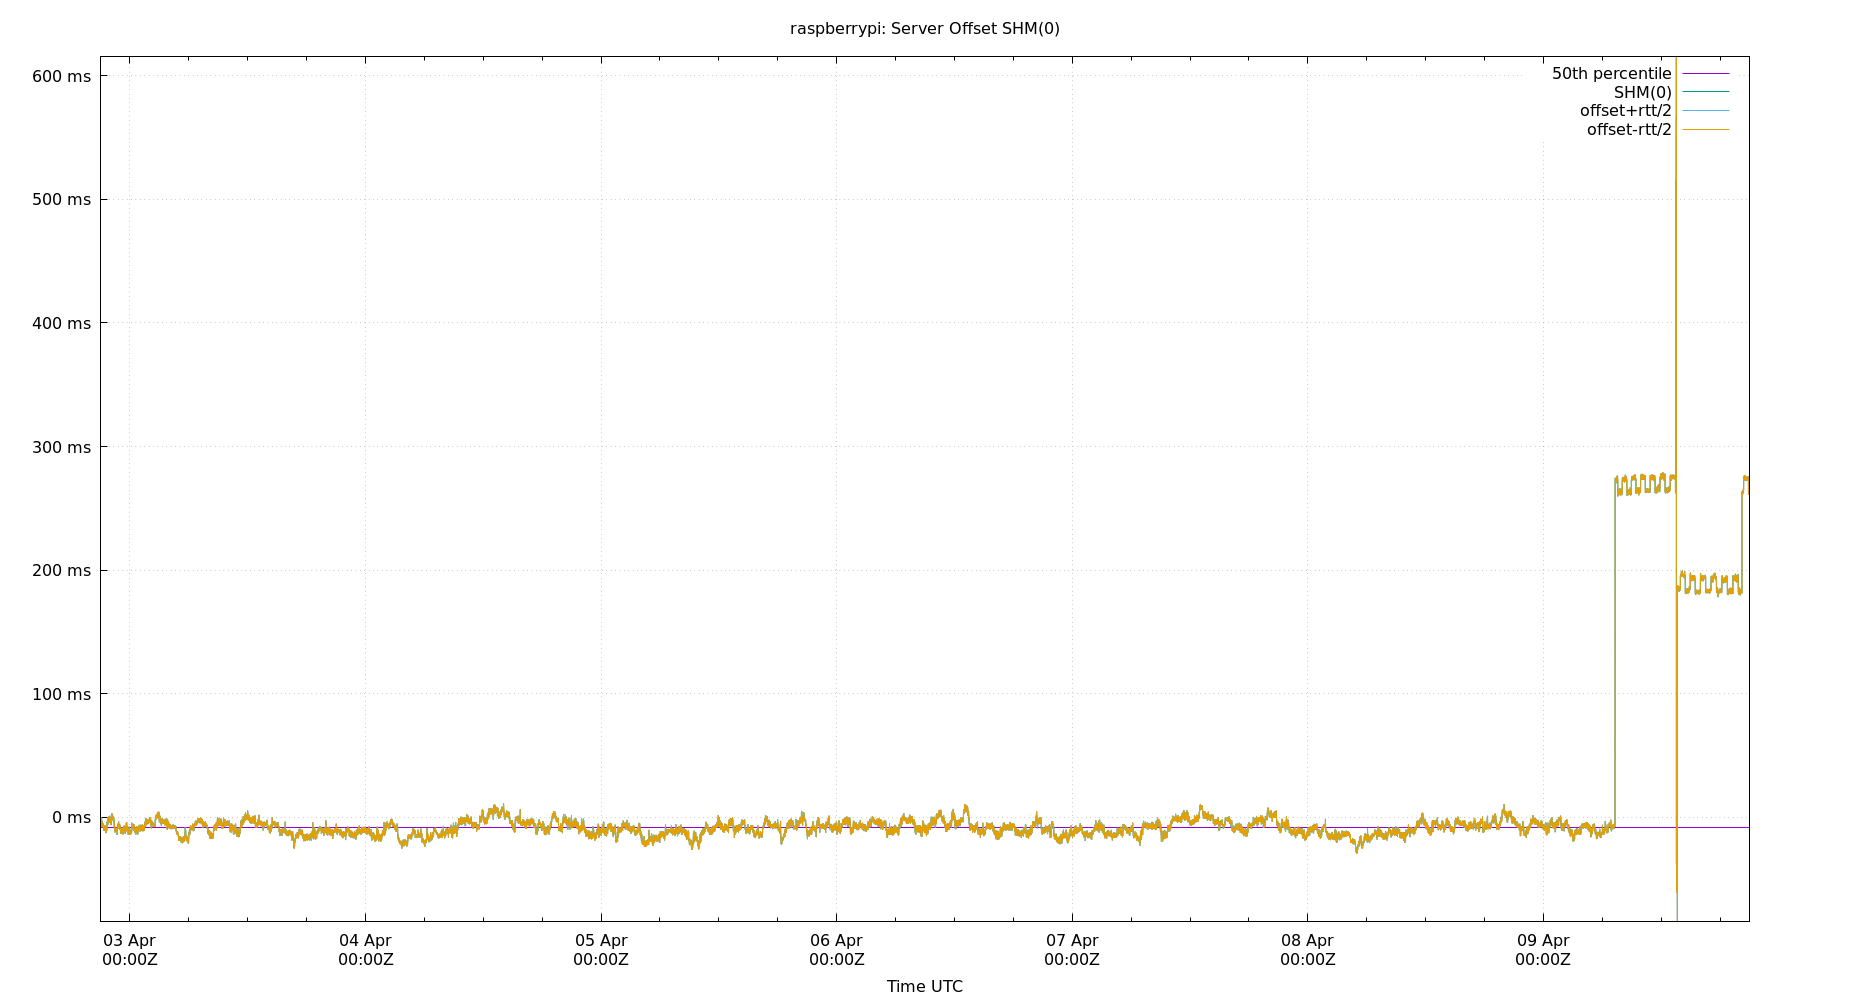 raspberrypi: Server Offset SHM(0)
600 ms
500 ms
400 ms
300 ms
200 ms
100 ms
0 ms
50th percentile
SHM(0)
offset+rtt/2
offset-rtt/2
03 Apr
00:00Z
04 Apr
00:00Z
05 Apr
00:00Z
06 Apr
00:00Z
07 Apr
00:00Z
08 Apr
00:00Z
09 Apr
00:00Z
Time UTC